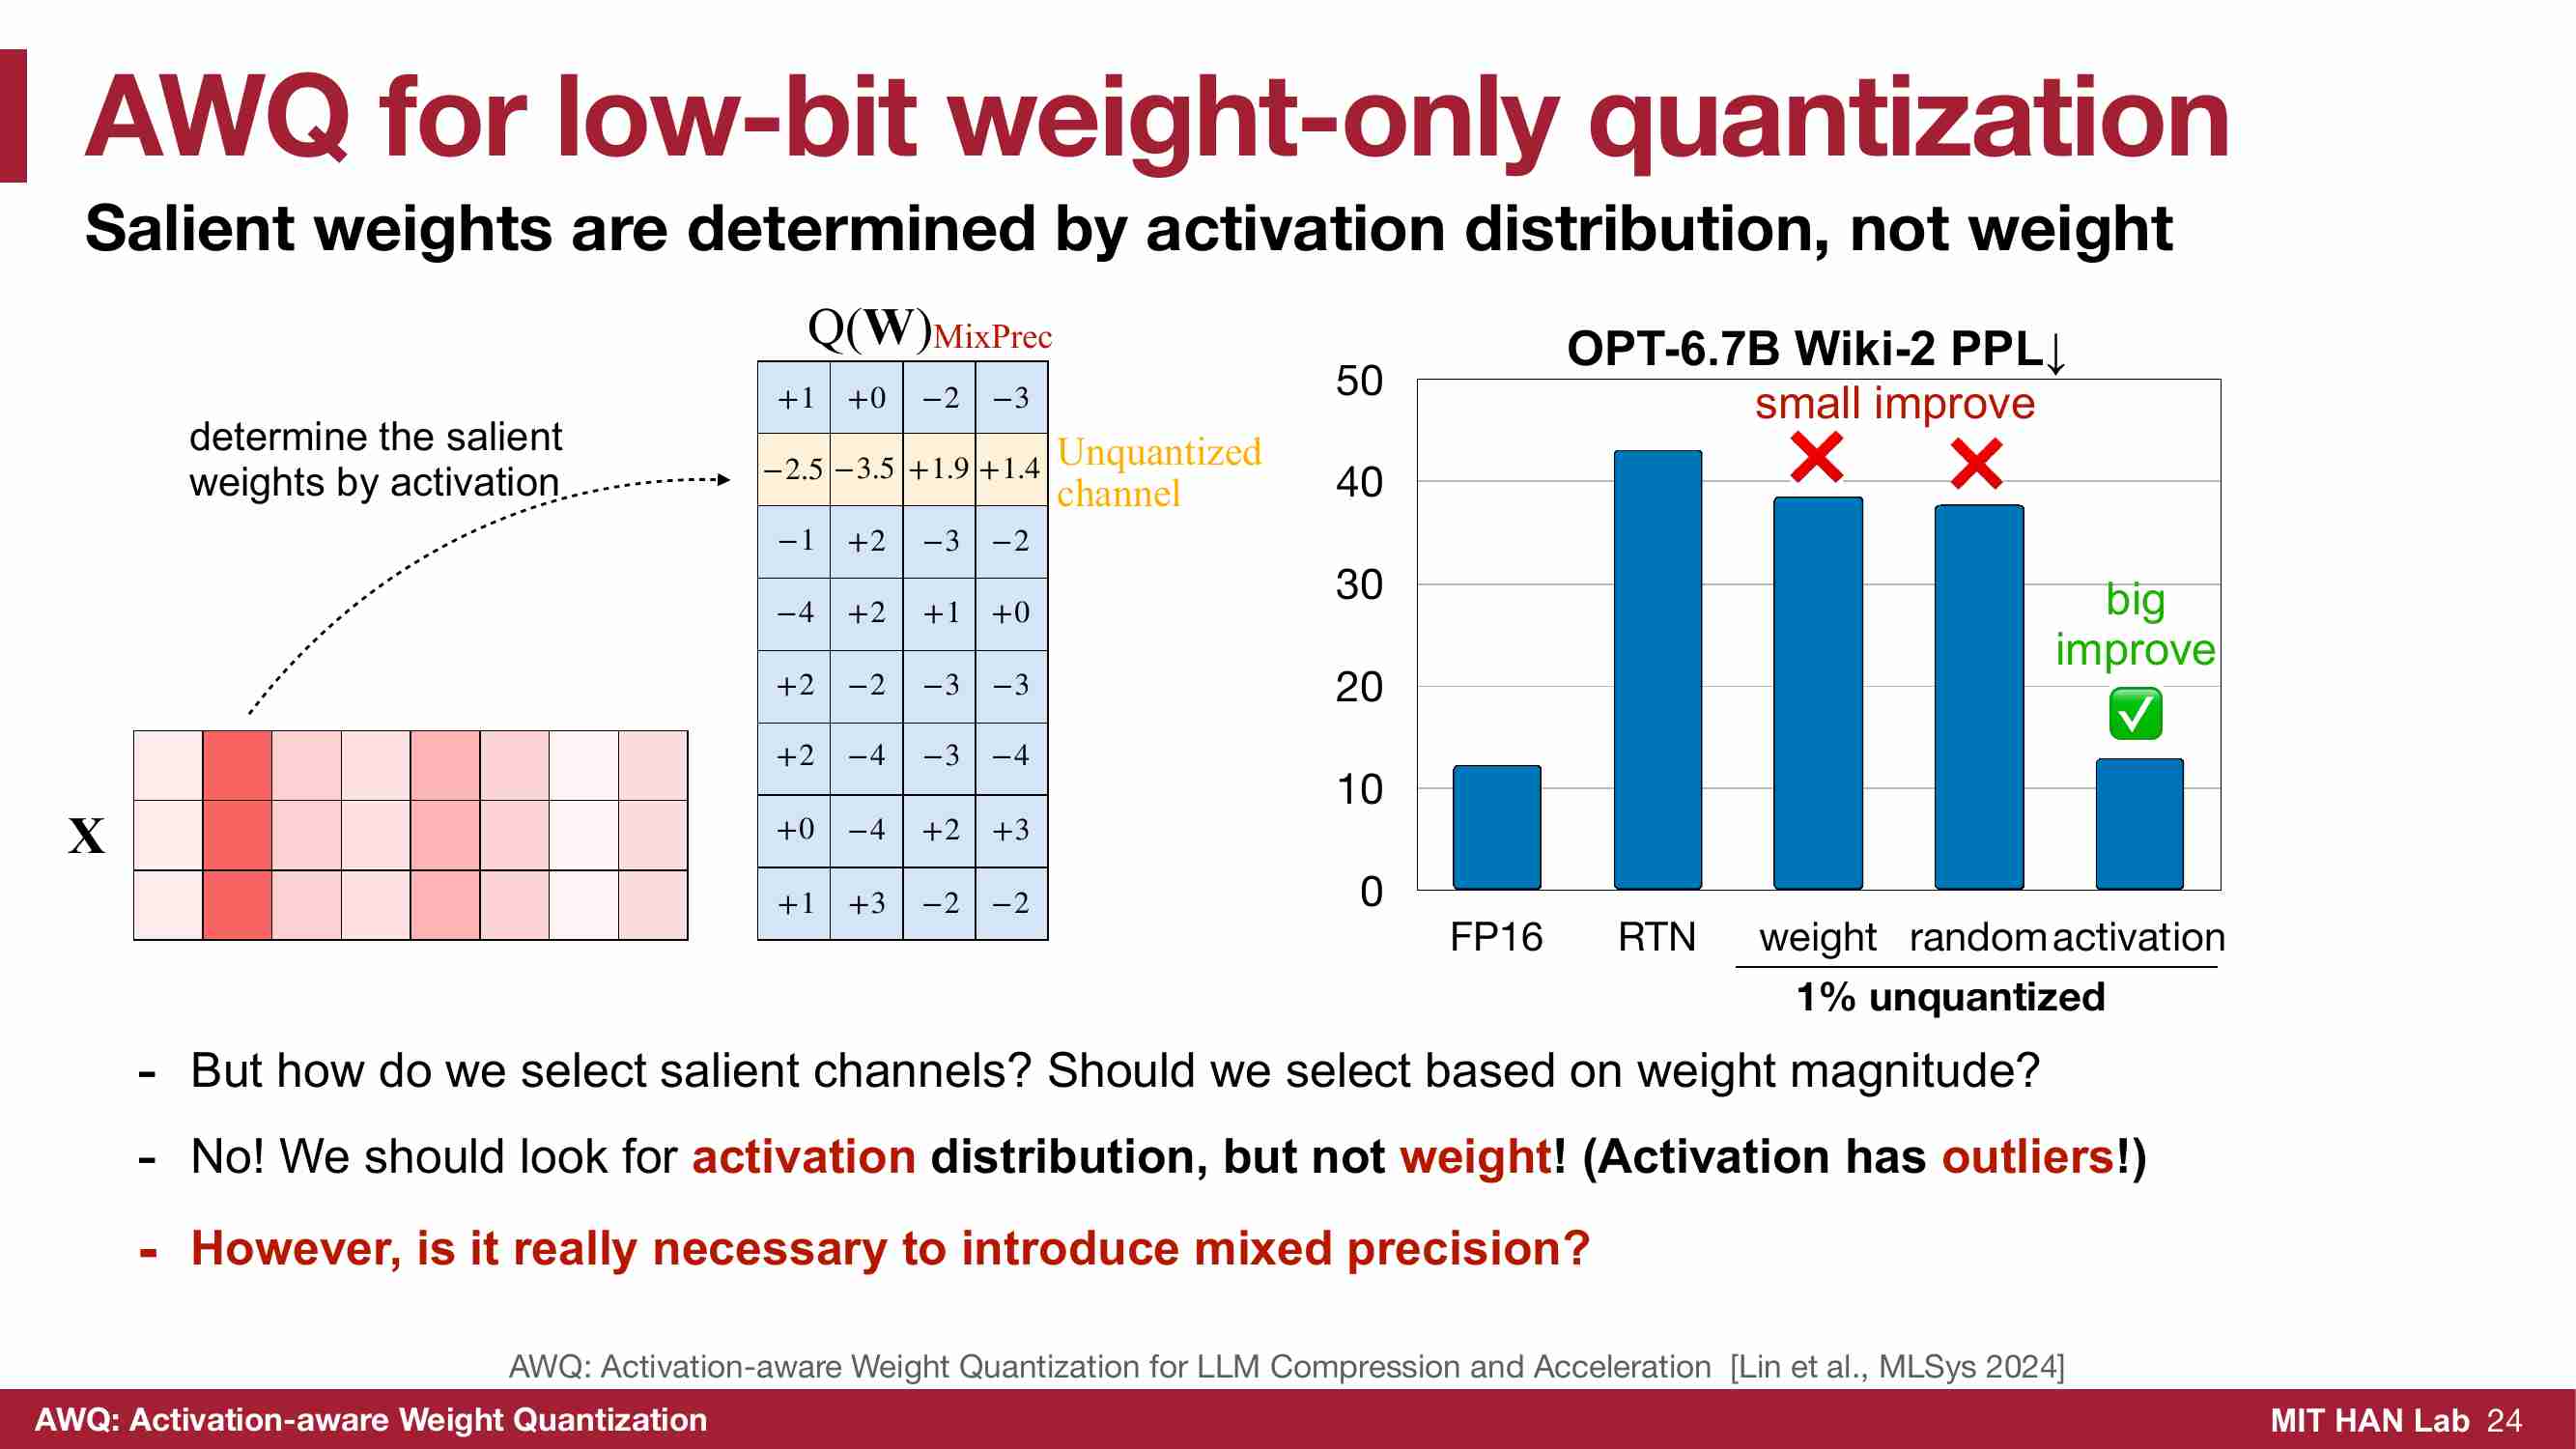 AWQ for low-bit weight-only quantization
Salient weights are determined by activation distribution, not weight
determine the salient
weights by activation
X
Q(W)MixPrec
+1 +0 −2 −3
−2.5 −3.5 +1.9 +1.4
−1 +2 −3 −2
−4 +2 +1 +0
+2 −2 −3 −3
+2 −4 −3 −4
+0 −4 +2 +3
+1 +3 −2 −2
Unquantized
channel
OPT-6.7B Wiki-2 PPL↓
50
40
30
20
10
0
small improve
big
improve
FP16 RTN weight random activation
1% unquantized
- But how do we select salient channels? Should we select based on weight magnitude?
- No! We should look for activation distribution, but not weight! (Activation has outliers!)
- However, is it really necessary to introduce mixed precision?
AWQ: Activation-aware Weight Quantization for LLM Compression and Acceleration [Lin et al., MLSys 2024]
AWQ: Activation-aware Weight Quantization
MIT HAN Lab 24